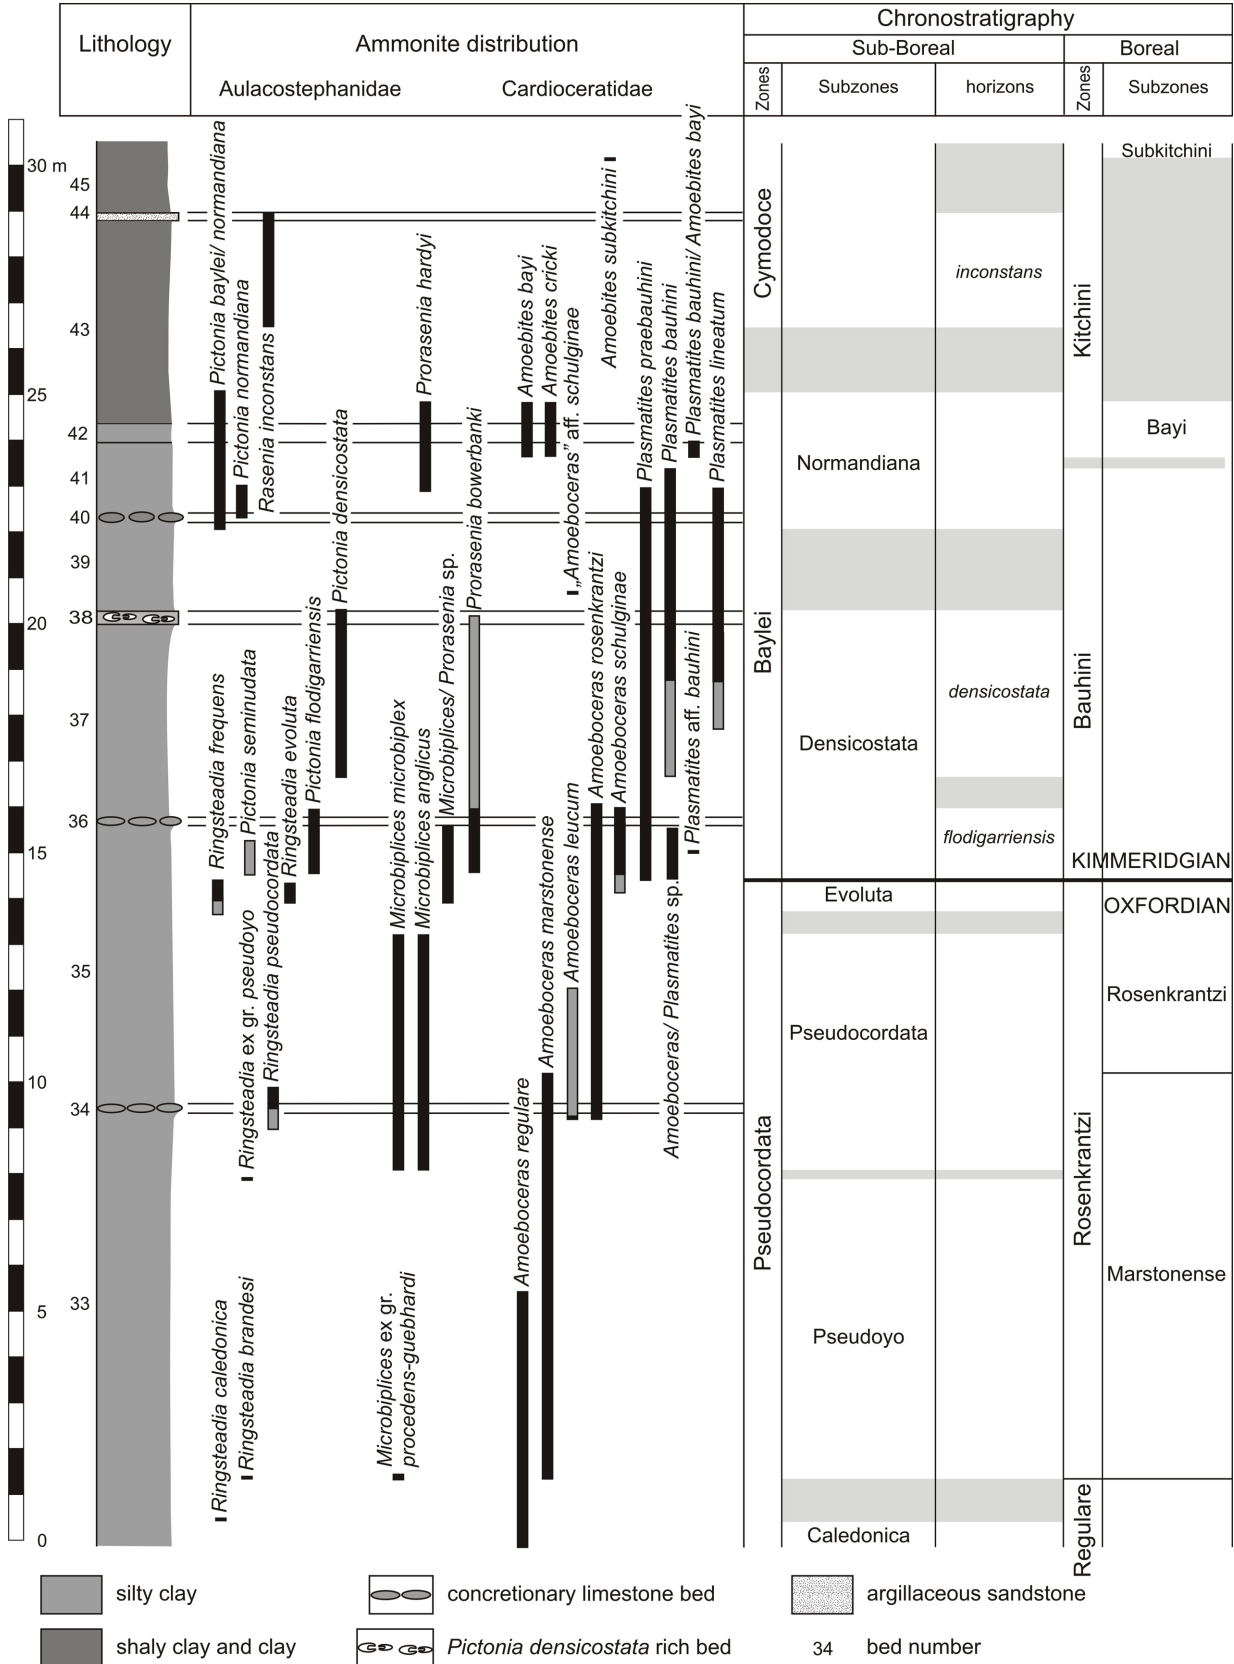 Lithology
Ammonite distribution
Aulacostephanidae
Cardioceratidae
Chronostratigraphy
Sub-Boreal
Boreal
Zones
Subzones
horizons
Zones
Subzones
30 m
25
20
15
10
5
0
45
44
43
42
41
40
39
38
37
36
35
34
33
Pictonia baylei/ normandiana
Pictonia normandiana
Rasenia inconstans
Pictonia densicostata
Prorasenia hardyi
Prorasenia bowerbanki
Amoebites bayi
Amoebites cricki
„Amoeboceras” aff. schulginae
Amoebites subkitchini
Plasmatites praebauhini
Plasmatites bauhini
Plasmatites bauhini/ Amoebites bayi
Plasmatites lineatum
Ringsteadia frequens
Pictonia seminudata
Ringsteadia evoluta
Pictonia flodigarriensis
Microbiplices microbiplex
Microbiplices anglicus
Microbiplices/ Prorasenia sp.
Amoeboceras rosenkrantzi
Amoeboceras schulginae
Plasmatites aff. bauhini
Amoeboceras/ Plasmatites sp.
Ringsteadia ex gr. pseudoyo
Ringsteadia pseudocordata
Amoeboceras regulare
Amoeboceras marstonense
Amoeboceras leucum
Ringsteadia caledonica
Ringsteadia brandesi
Microbiplices ex gr.
procedens-guebhardi
Cymodoce
Baylei
Pseudocordata
Normandiana
Densicostata
Evoluta
Pseudocordata
Pseudoyo
Caledonica
inconstans
densicostata
flodigarriensis
Kitchini
Bauhini
Rosenkrantzi
Regulare
Subkitchini
Bayi
KIMMERIDGIAN
OXFORDIAN
Rosenkrantzi
Marstonense
silty clay
concretionary limestone bed
argillaceous sandstone
shaly clay and clay
Pictonia densicostata rich bed
34
bed number